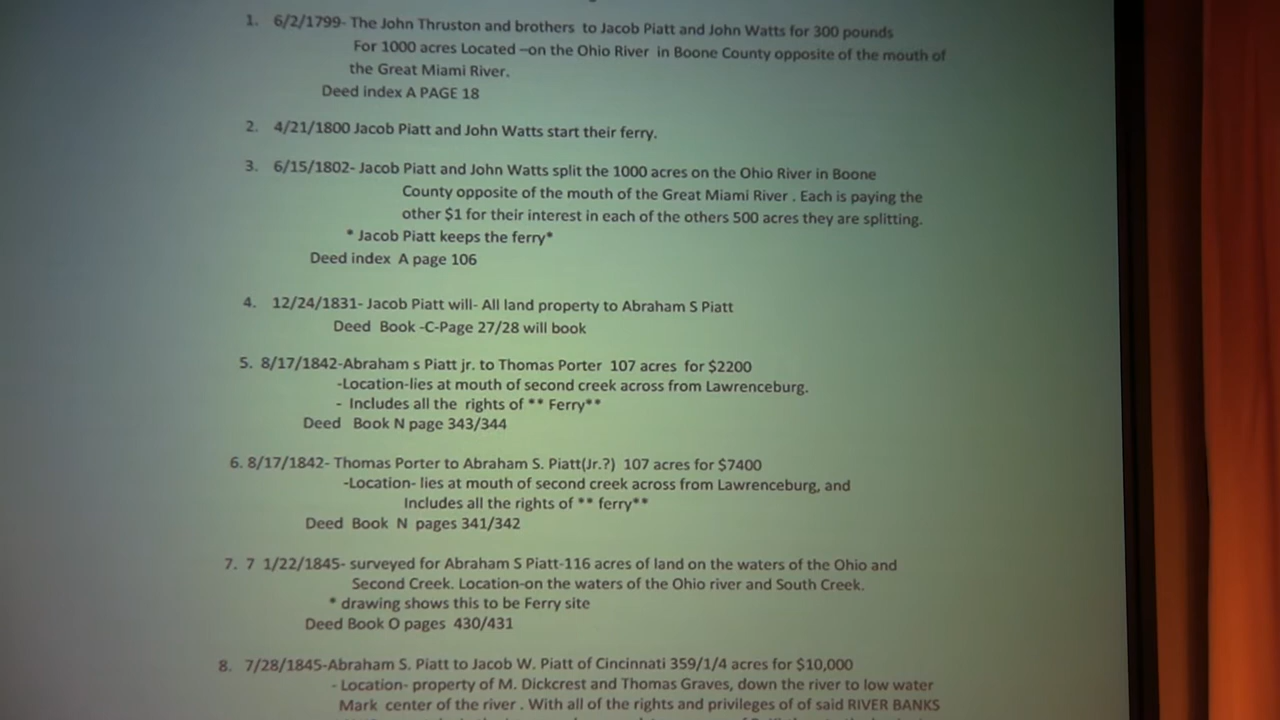 1. 6/2/1799- The John Thruston and brothers to Jacob Piatt and John Watts for 300 pounds
For 1000 acres Located –on the Ohio River in Boone County opposite of the mouth of
the Great Miami River.
Deed index A PAGE 18
2. 4/21/1800 Jacob Piatt and John Watts start their ferry.
3. 6/15/1802- Jacob Piatt and John Watts split the 1000 acres on the Ohio River in Boone
County opposite of the mouth of the Great Miami River . Each is paying the
other $1 for their interest in each of the others 500 acres they are splitting.
* Jacob Piatt keeps the ferry*
Deed index A page 106
4. 12/24/1831- Jacob Piatt will- All land property to Abraham S Piatt
Deed Book -C-Page 27/28 will book
5. 8/17/1842-Abraham s Piatt jr. to Thomas Porter 107 acres for $2200
-Location-lies at mouth of second creek across from Lawrenceburg.
- Includes all the rights of ** Ferry**
Deed Book N page 343/344
6. 8/17/1842- Thomas Porter to Abraham S. Piatt(Jr.?) 107 acres for $7400
-Location- lies at mouth of second creek across from Lawrenceburg, and
Includes all the rights of ** ferry**
Deed Book N pages 341/342
7. 7 1/22/1845- surveyed for Abraham S Piatt-116 acres of land on the waters of the Ohio and
Second Creek. Location-on the waters of the Ohio river and South Creek.
* drawing shows this to be Ferry site
Deed Book O pages 430/431
8. 7/28/1845-Abraham S. Piatt to Jacob W. Piatt of Cincinnati 359/1/4 acres for $10,000
- Location- property of M. Dickcrest and Thomas Graves, down the river to low water
Mark center of the river . With all of the rights and privileges of of said RIVER BANKS